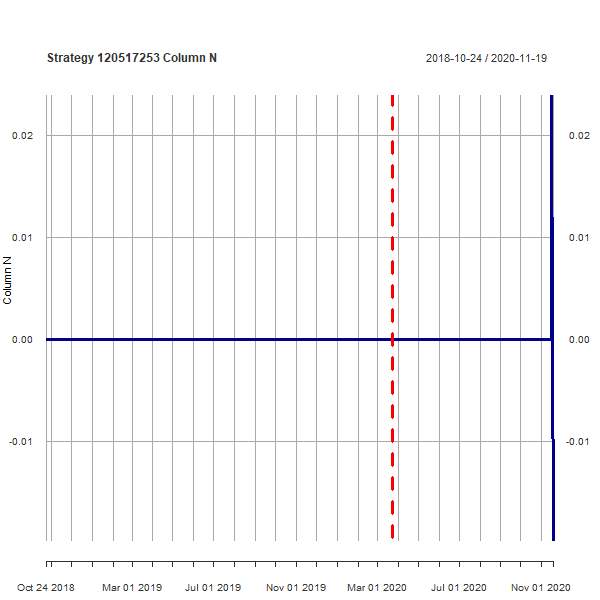 Strategy 120517253 Column N 2018-10-24 / 2020-11-19
0.02 0.02
0.01 0.01
Column N
0.00 0.00
-0.01 -0.01
Oct 24 2018 Mar 01 2019 Jul 01 2019 Nov 01 2019 Mar 01 2020 Jul 01 2020 Nov 01 2020